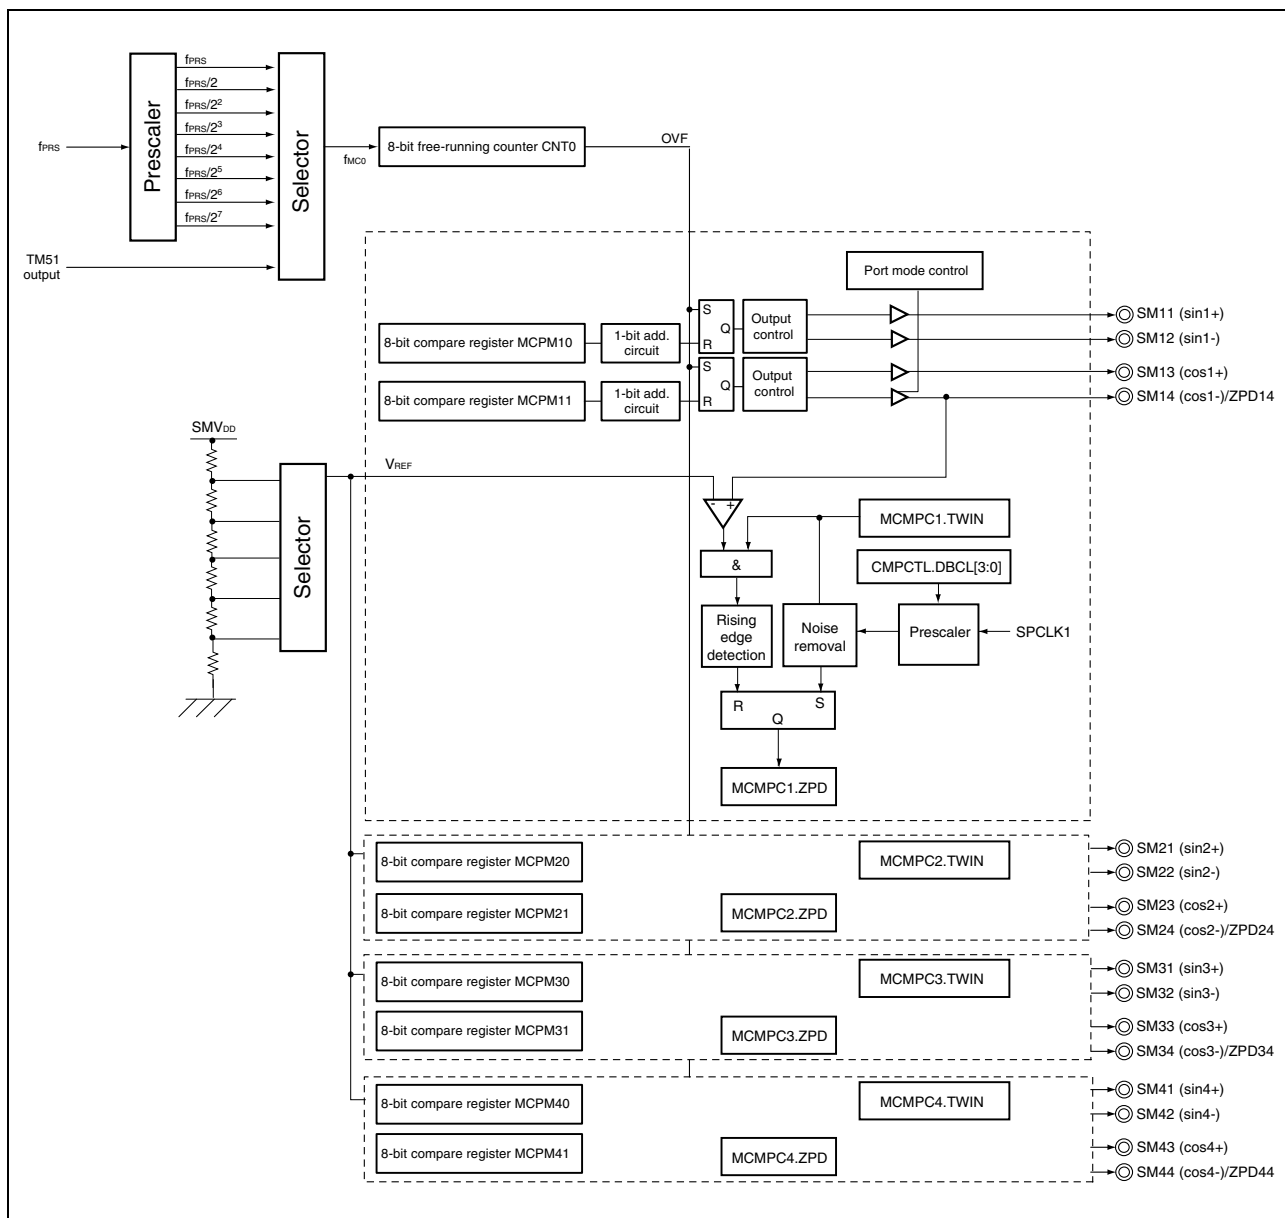 fPRS
Prescaler
fPRS
fPRS/2
fPRS/2²
fPRS/2³
fPRS/2⁴
fPRS/2⁵
fPRS/2⁶
fPRS/2⁷
TM51
output
Selector
fMC0
8-bit free-running counter CNT0
OVF
Port mode control
8-bit compare register MCPM10
1-bit add.
circuit
S
Q
R
Output
control
SM11 (sin1+)
SM12 (sin1-)
8-bit compare register MCPM11
1-bit add.
circuit
S
Q
R
Output
control
SM13 (cos1+)
SM14 (cos1-)/ZPD14
SMVDD
Selector
VREF
- +
MCMPC1.TWIN
&
CMPCTL.DBCL[3:0]
Rising
edge
detection
Noise
removal
Prescaler
SPCLK1
R
S
Q
MCMPC1.ZPD
8-bit compare register MCPM20
MCMPC2.TWIN
8-bit compare register MCPM21
MCMPC2.ZPD
SM21 (sin2+)
SM22 (sin2-)
SM23 (cos2+)
SM24 (cos2-)/ZPD24
8-bit compare register MCPM30
MCMPC3.TWIN
8-bit compare register MCPM31
MCMPC3.ZPD
SM31 (sin3+)
SM32 (sin3-)
SM33 (cos3+)
SM34 (cos3-)/ZPD34
8-bit compare register MCPM40
MCMPC4.TWIN
8-bit compare register MCPM41
MCMPC4.ZPD
SM41 (sin4+)
SM42 (sin4-)
SM43 (cos4+)
SM44 (cos4-)/ZPD44